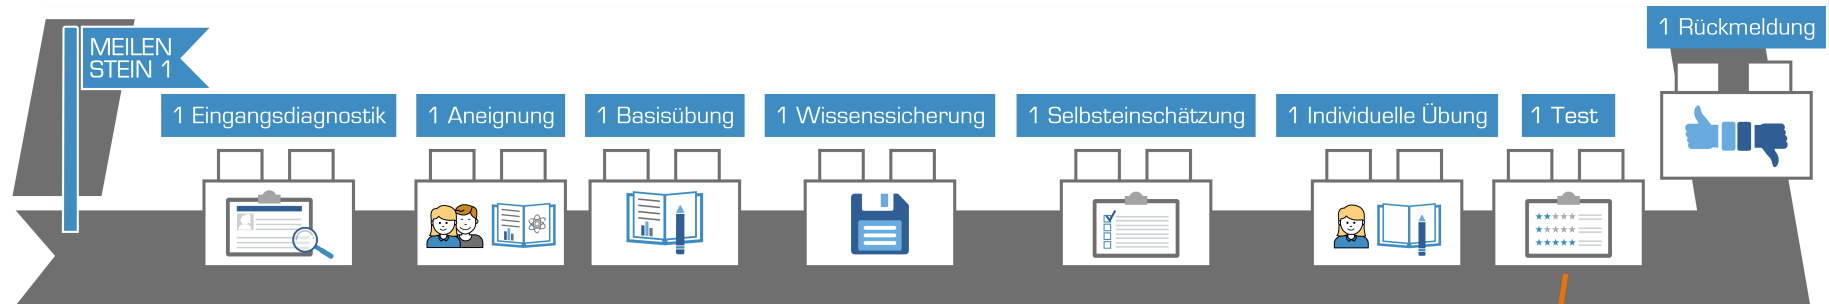 MEILEN
STEIN 1
1 Eingangsdiagnostik
1 Aneignung
1 Basisübung
1 Wissenssicherung
1 Selbsteinschätzung
1 Individuelle Übung
1 Test
1 Rückmeldung